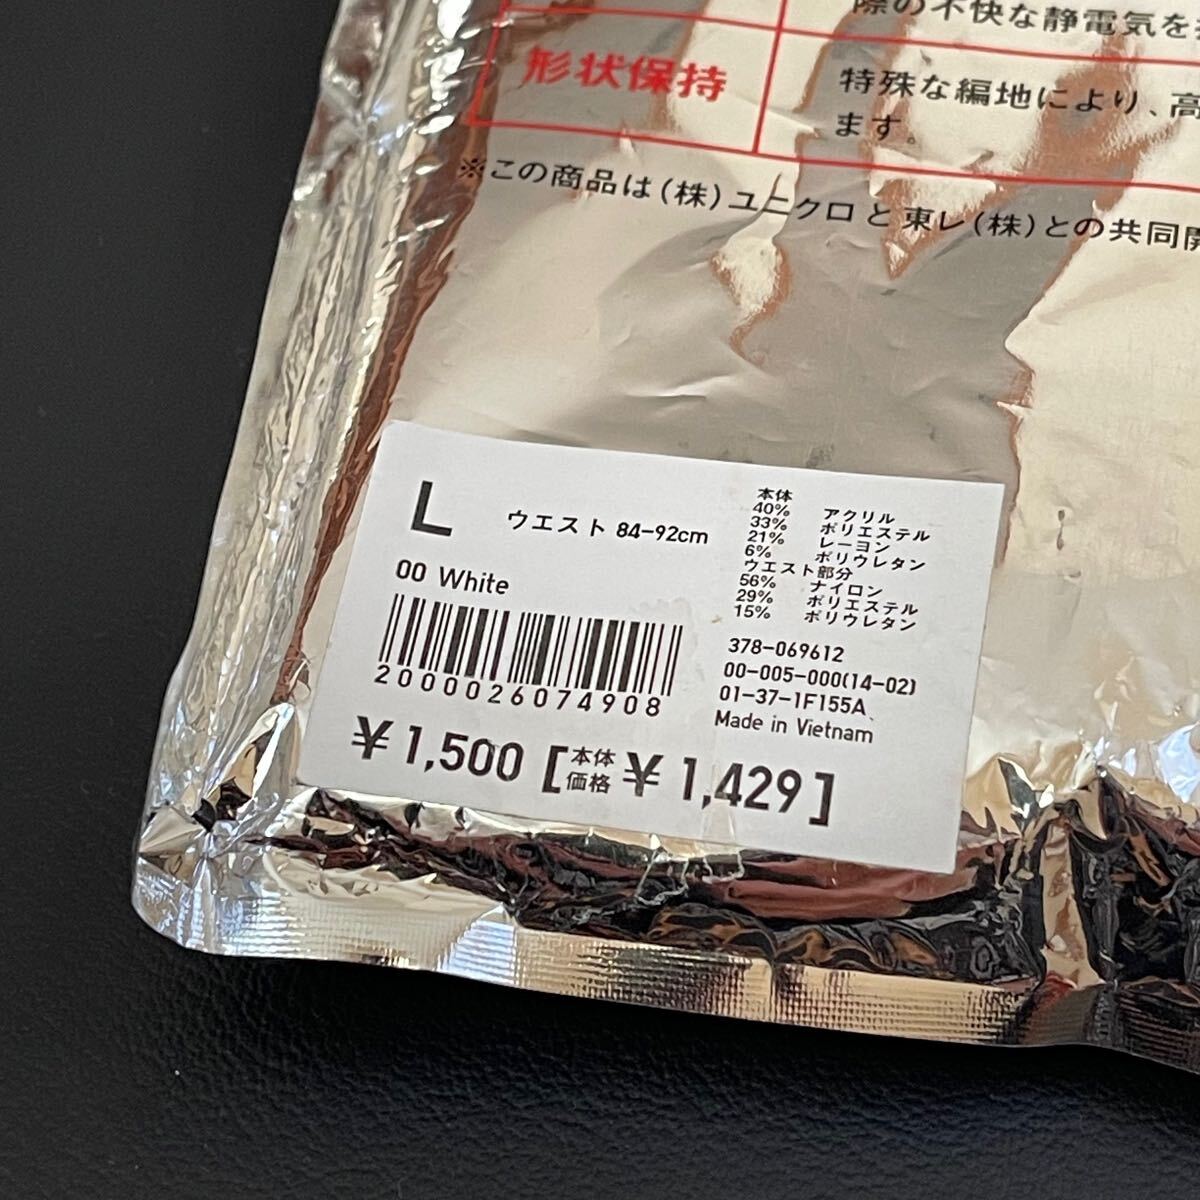 際の不快な静電気を
形状保持
特殊な編地により、高
ます。
※この商品は(株)ユニクロと東レ(株)との共同開
L ウエスト 84-92cm
00 White
2000026074908
¥1,500 [本体価格 ¥1,429]
本体
40% アクリル
33% ポリエステル
21% レーヨン
6% ポリウレタン
ウエスト部分
56% ナイロン
29% ポリエステル
15% ポリウレタン
378-069612
00-005-000(14-02)
01-37-1F155A
Made in Vietnam